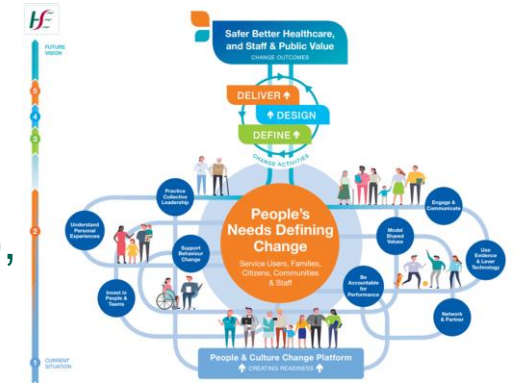 HE
FUTURE
VISION
5
4
3
2
1
CURRENT
SITUATION
,
Safer Better Healthcare,
and Staff & Public Value
CHANGE OUTCOMES
DELIVER
DESIGN
DEFINE
CHANGE ACTIVITIES
Practice
Collective
Leadership
Understand
Personal
Experiences
Support
Behaviour
Change
Invest in
People &
Teams
People's
Needs Defining
Change
Service Users, Families,
Citizens, Communities
& Staff
Engage &
Communicate
Model
Shared
Values
Use
Evidence
& Lever
Technology
Be
Accountable
for
Performance
Network
& Partner
People & Culture Change Platform
CREATING READINESS